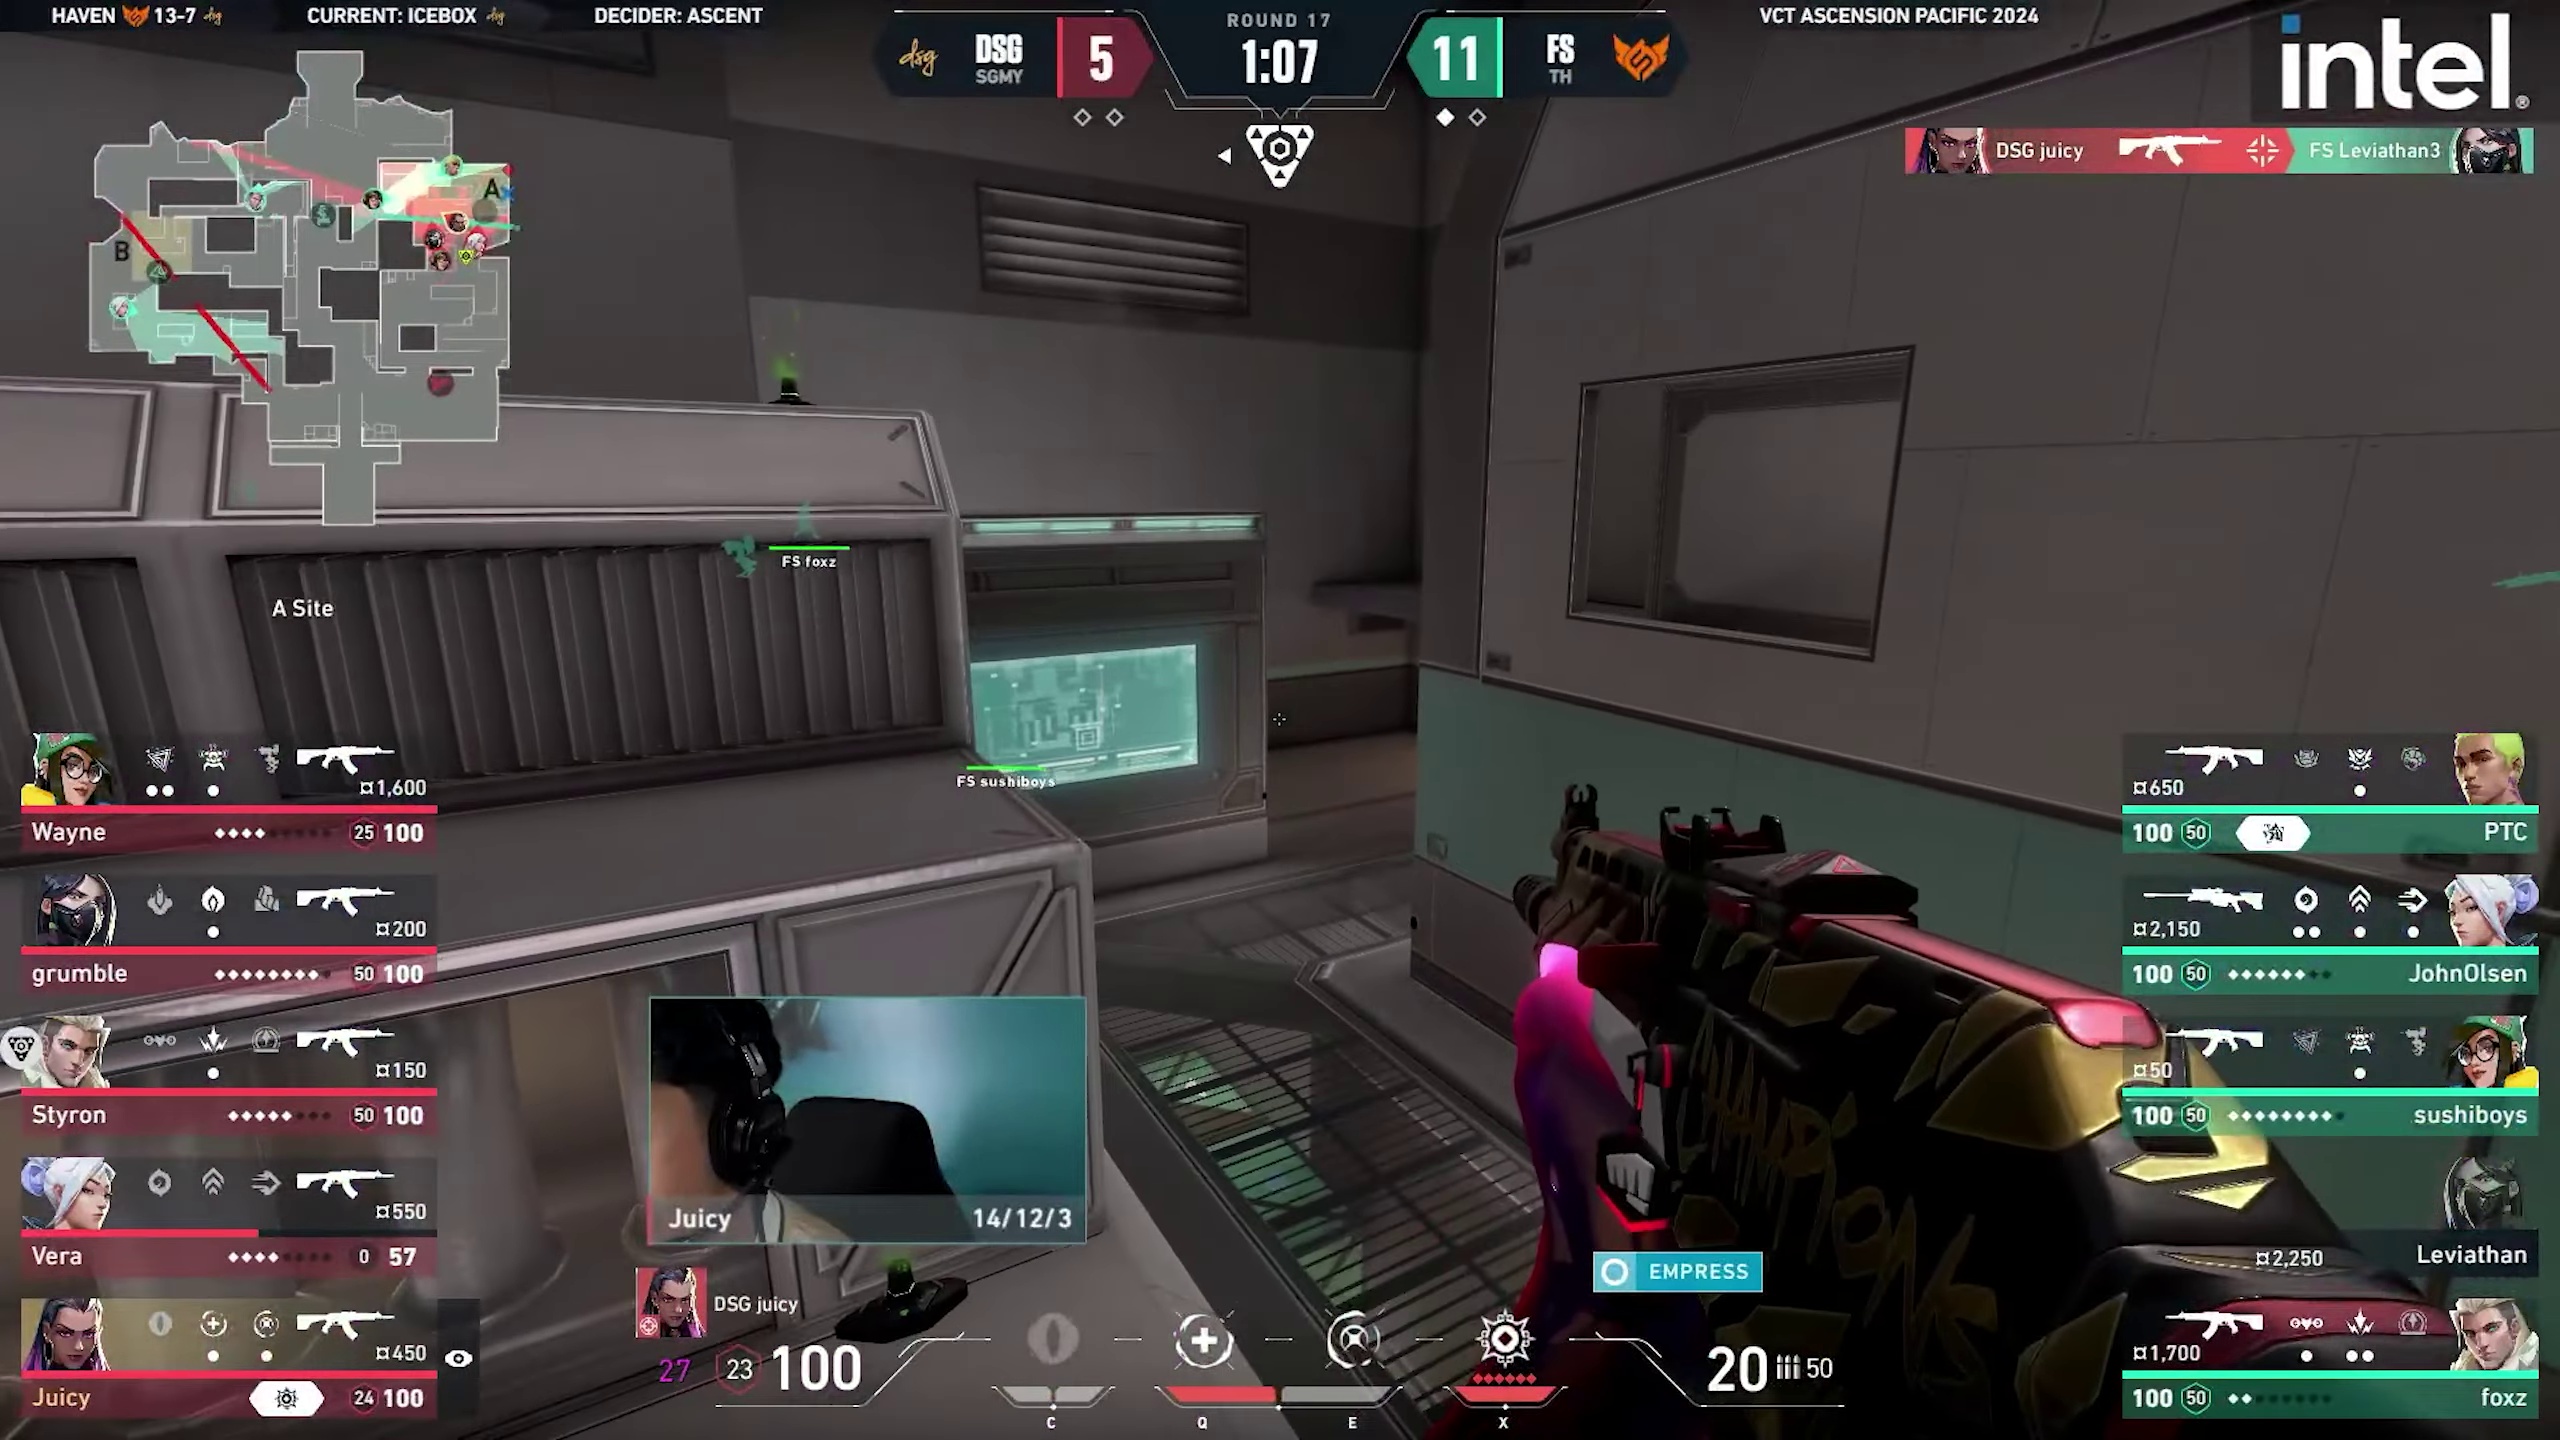 HAVEN 13-7
CURRENT: ICEBOX
DECIDER: ASCENT
dsg
DSG
SGMY
5
ROUND 17
1:07
11
FS
TH
VCT ASCENSION PACIFIC 2024
intel.
DSG juicy
FS Leviathan3
A
B
FS foxz
A Site
FS sushiboys
¤1,600
Wayne
25 100
¤200
grumble
50 100
¤150
Styron
50 100
¤550
Vera
0 57
¤450
Juicy
24 100
¤650
100 50
PTC
¤2,150
100 50
JohnOlsen
¤50
100 50
sushiboys
¤2,250
Leviathan
¤1,700
100 50
foxz
CHAMPIONS
Juicy
14/12/3
EMPRESS
DSG juicy
27
23
100
C
Q
E
X
20
50